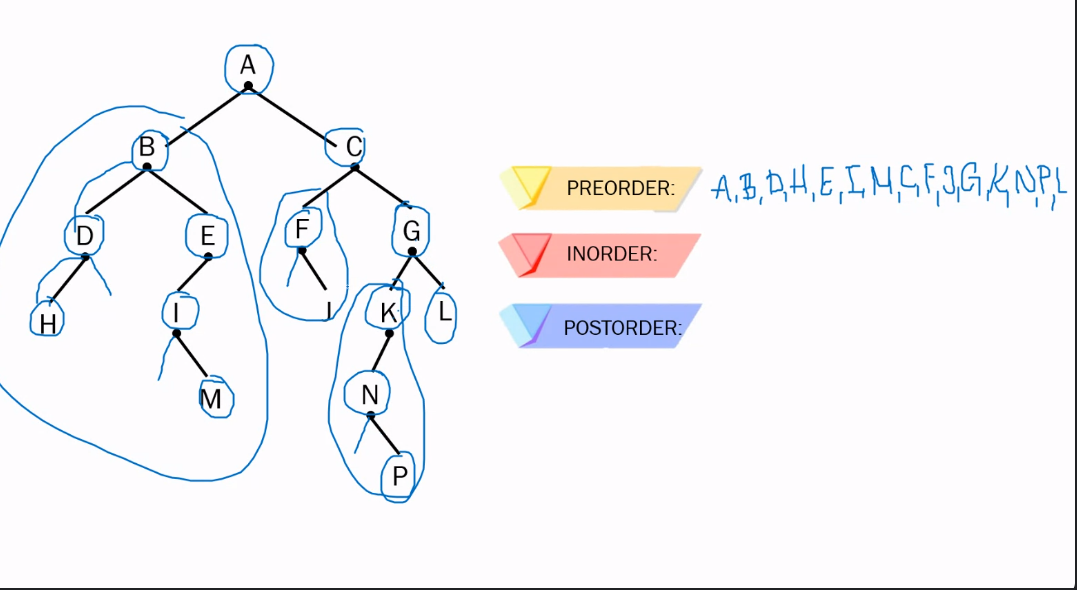 A
B C
D E F G
H I J K L
M N
P
PREORDER: A,B,D,H,E,I,M,C,F,J,G,K,N,P,L
INORDER:
POSTORDER: